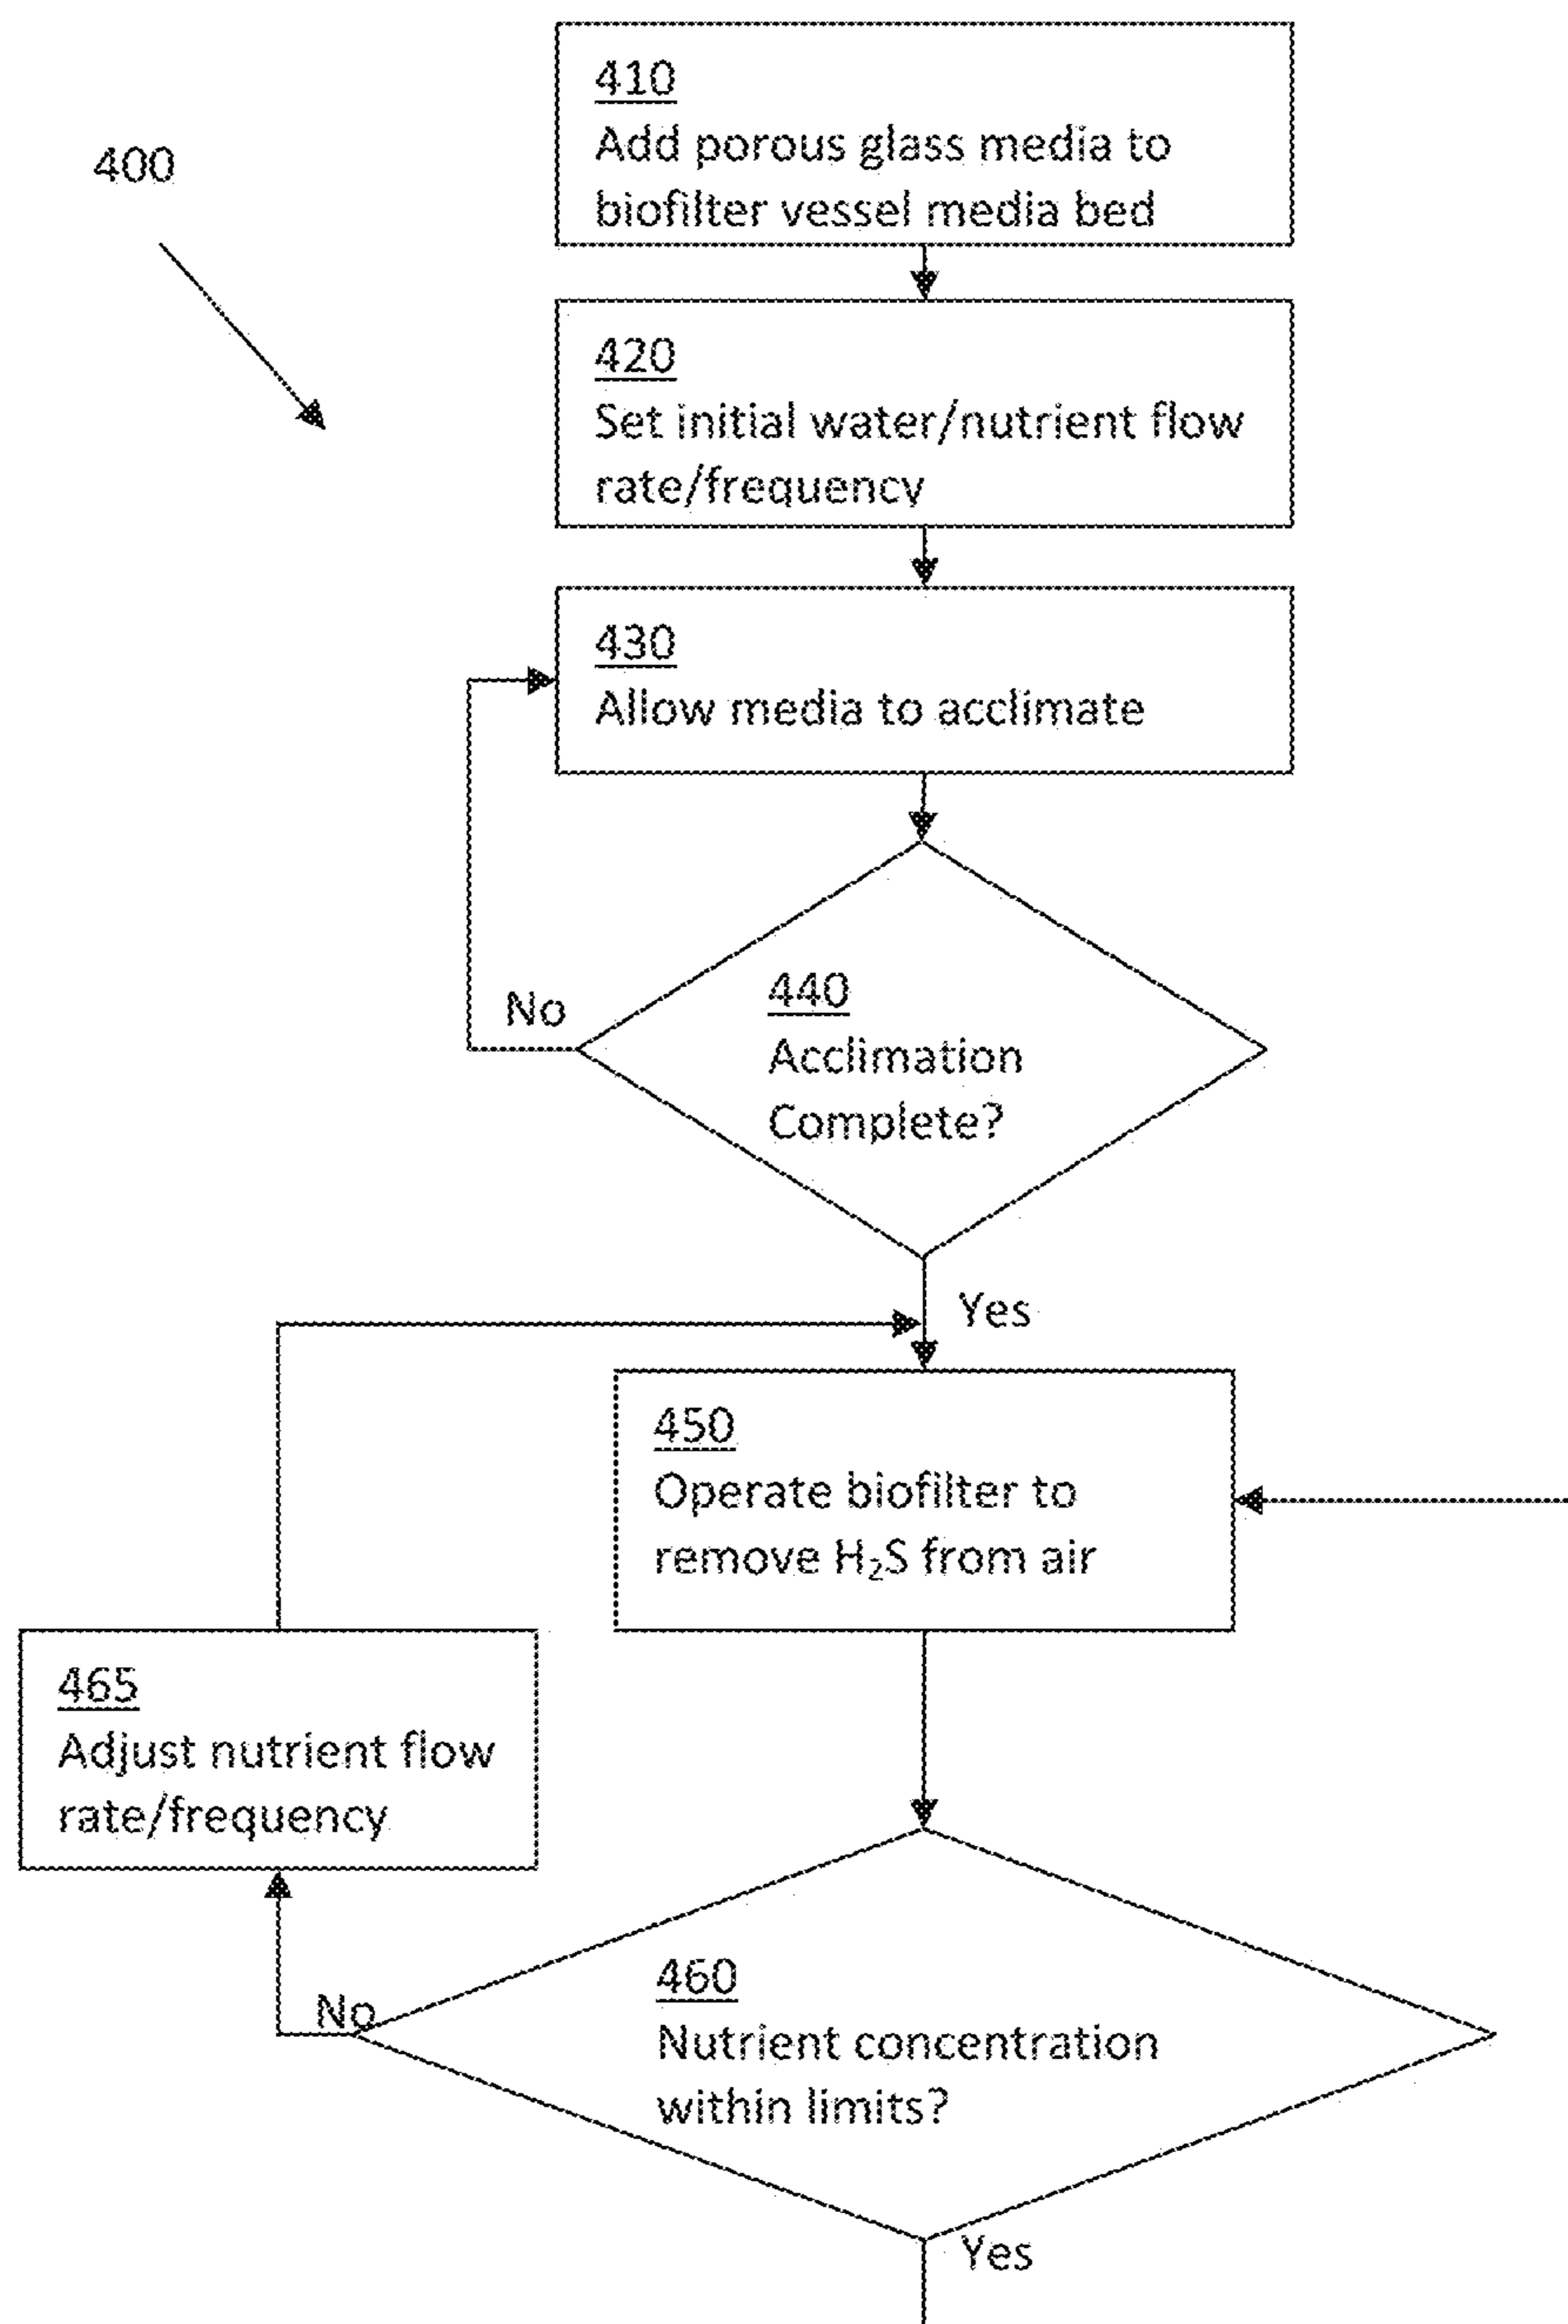 410
Add porous glass media to
biofilter vessel media bed
400
420
Set initial water/nutrient flow
rate/frequency
430
Allow media to acclimate
440
Acclimation
Complete?
No
Yes
450
Operate biofilter to
remove H₂S from air
465
Adjust nutrient flow
rate/frequency
460
Nutrient concentration
within limits?
No
Yes